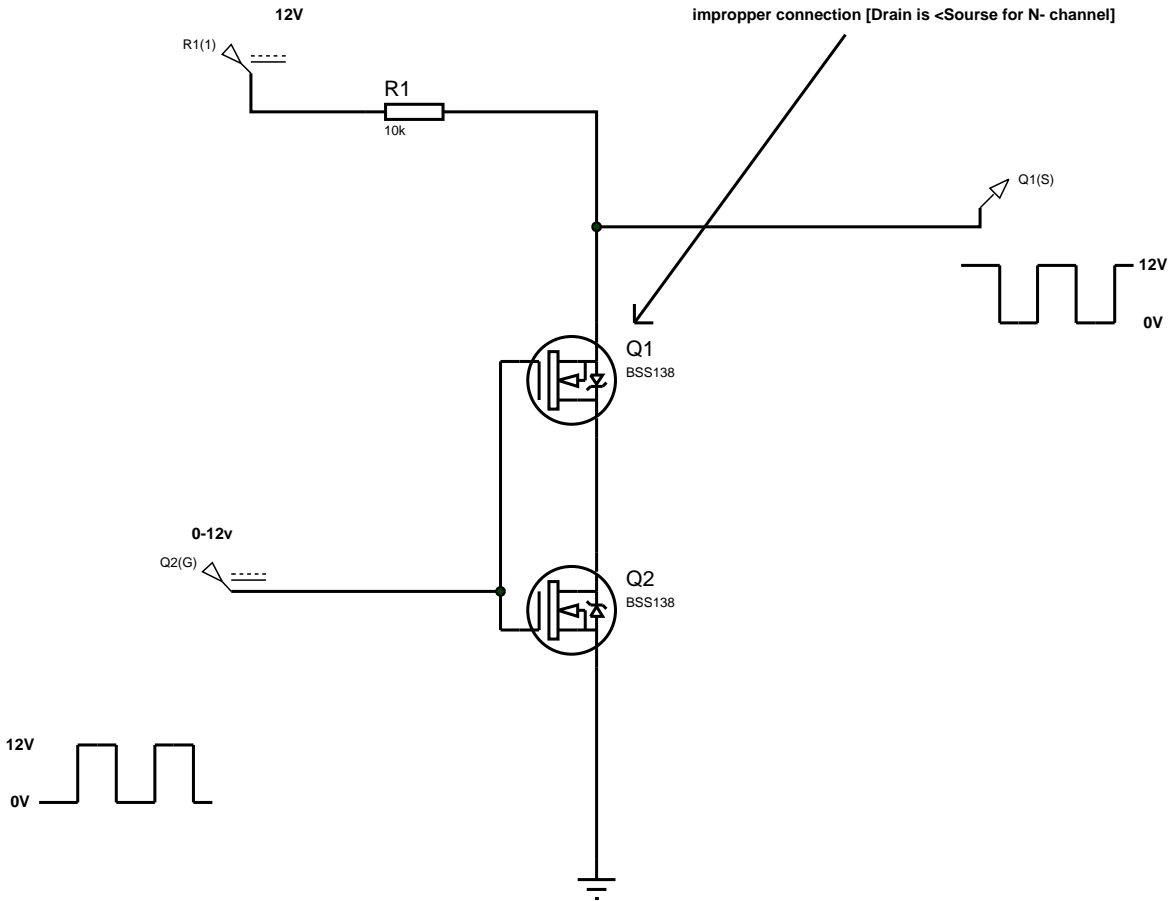 12V
impropper connection [Drain is <Sourse for N- channel]
R1(1)
R1
10k
Q1(S)
12V
0V
Q1
BSS138
0-12v
Q2(G)
Q2
BSS138
12V
0V